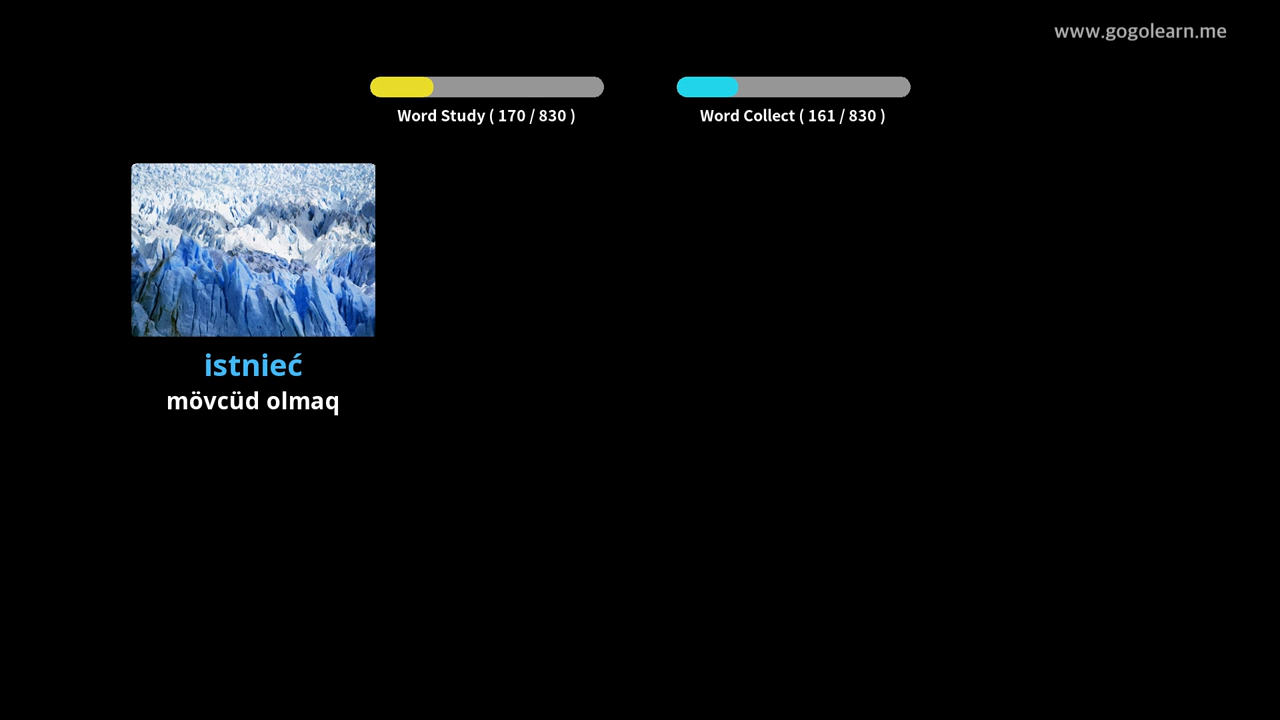 www.gogolearn.me
Word Study ( 170 / 830 )
Word Collect ( 161 / 830 )
istnieć
mövcüd olmaq